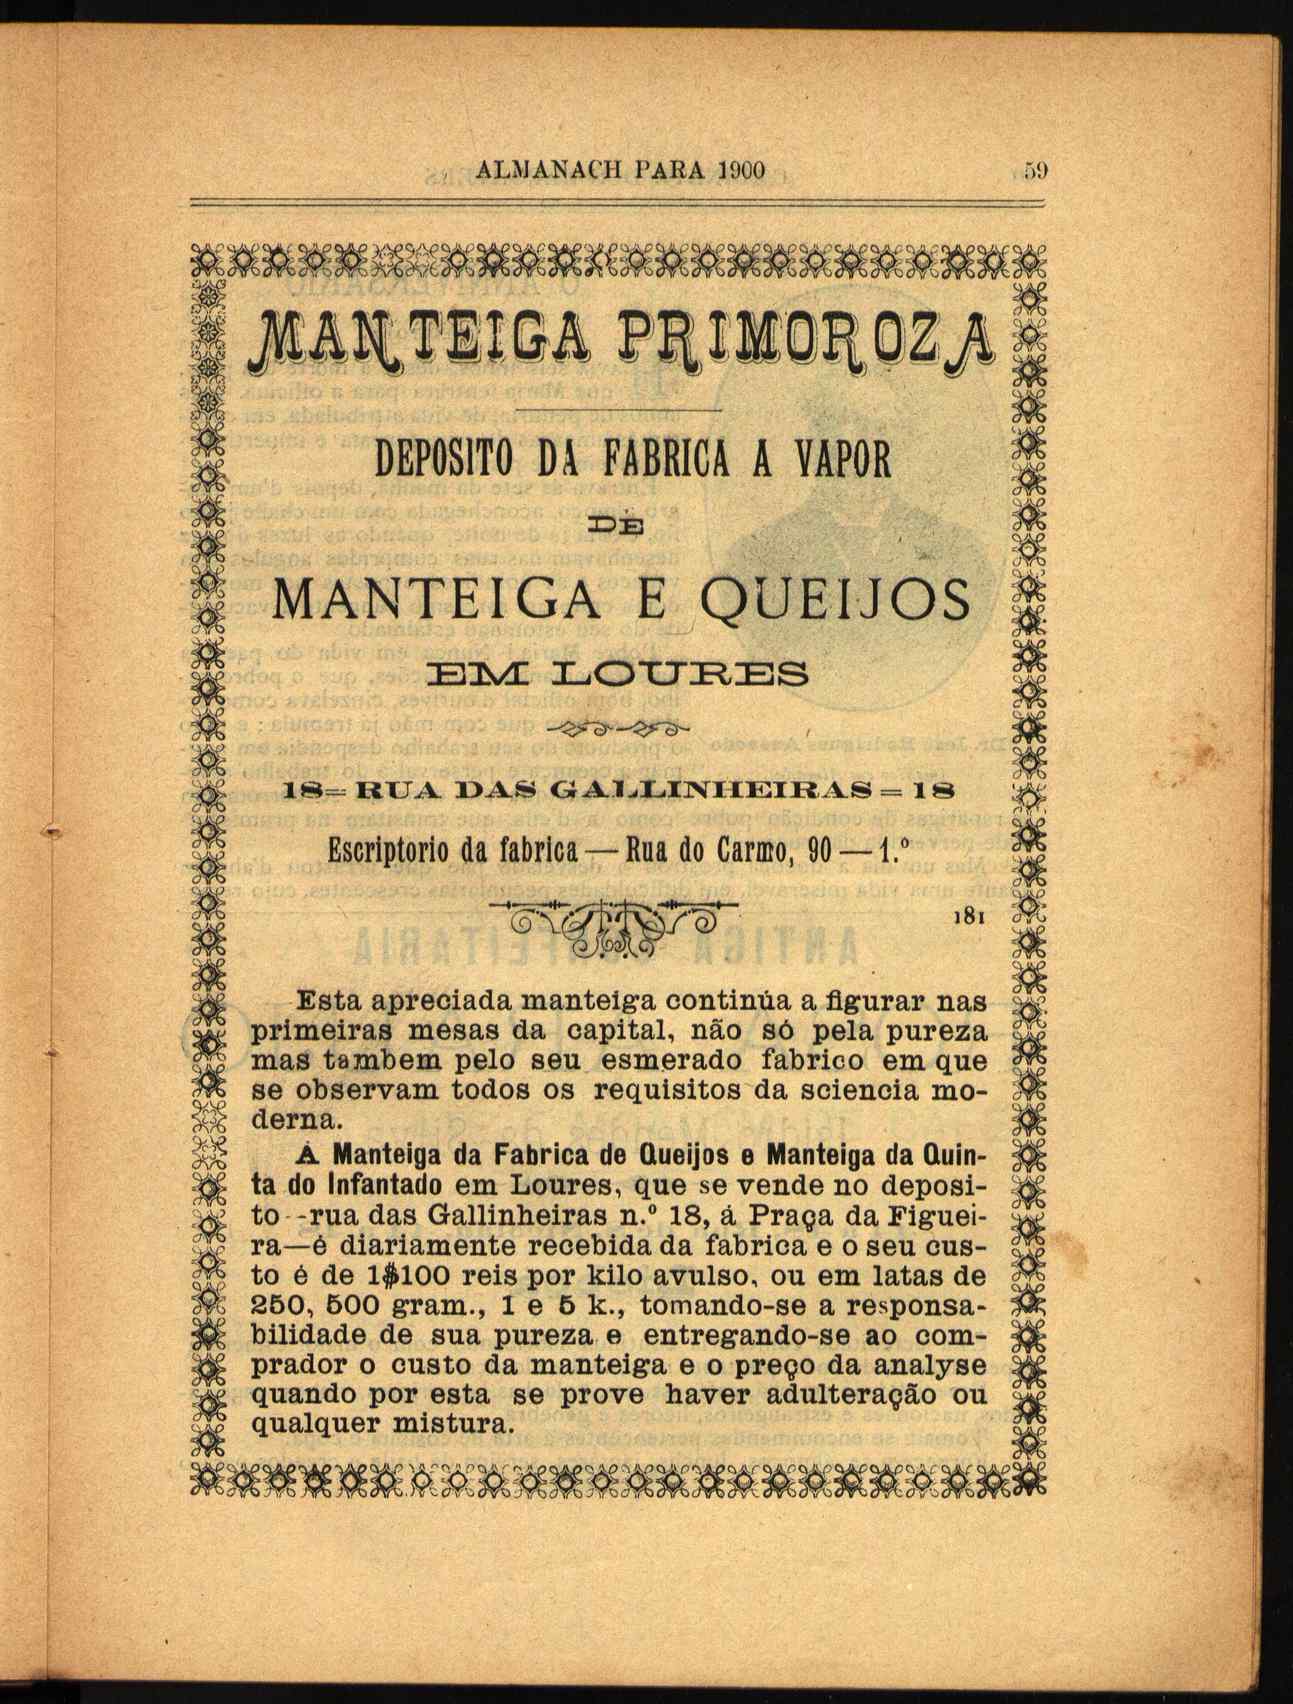 ALMANACH PARA 1900 59
MANTEIGA PRIMOROZA
DEPOSITO DA FABRICA A VAPOR
DE
MANTEIGA E QUEIJOS
EM LOURES
18= RUA DAS GALLINHEIRAS = 18
Escriptorio da fabrica — Rua do Carmo, 90 — 1.º
181
Esta apreciada manteiga continúa a figurar nas
primeiras mesas da capital, não só pela pureza
mas tambem pelo seu esmerado fabrico em que
se observam todos os requisitos da sciencia mo-
derna.
A Manteiga da Fabrica de Queijos e Manteiga da Quin-
ta do Infantado em Loures, que se vende no deposi-
to -rua das Gallinheiras n.º 18, á Praça da Figuei-
ra—é diariamente recebida da fabrica e o seu cus-
to é de 1$100 reis por kilo avulso, ou em latas de
250, 500 gram., 1 e 5 k., tomando-se a responsa-
bilidade de sua pureza e entregando-se ao com-
prador o custo da manteiga e o preço da analyse
quando por esta se prove haver adulteração ou
qualquer mistura.